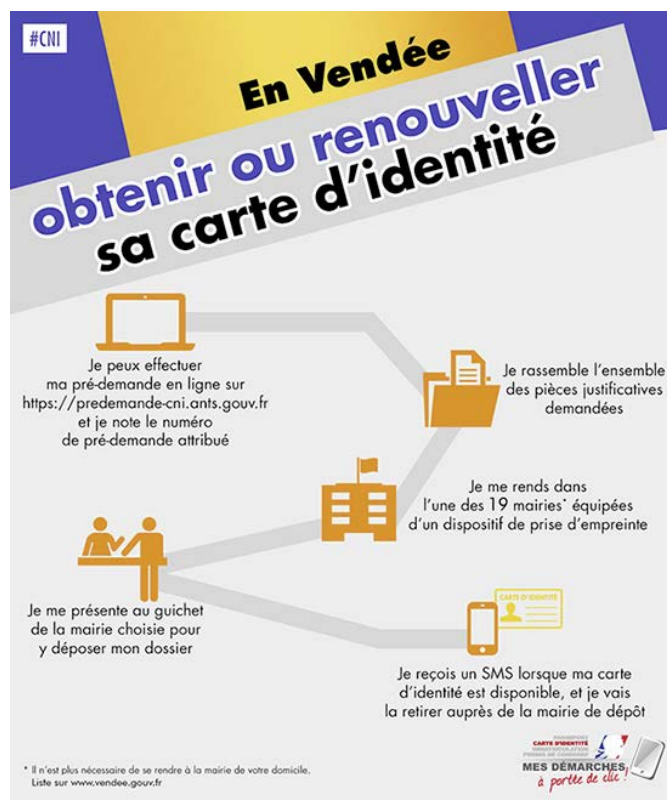 #CNI
En Vendée
obtenir ou renouveller
sa carte d'identité
Je peux effectuer
ma pré-demande en ligne sur
https://predemande-cni.ants.gouv.fr
et je note le numéro
de pré-demande attribué
Je rassemble l'ensemble
des pièces justificatives
demandées
Je me rends dans
l'une des 19 mairies* équipées
d'un dispositif de prise d'empreinte
Je me présente au guichet
de la mairie choisie pour
y déposer mon dossier
CARTE D'IDENTITÉ
Je reçois un SMS lorsque ma carte
d'identité est disponible, et je vais
la retirer auprès de la mairie de dépôt
* Il n'est plus nécessaire de se rendre à la mairie de votre domicile.
Liste sur www.vendee.gouv.fr
PASSEPORT
CARTE D'IDENTITÉ
IMMATRICULATION
PERMIS DE CONDUIRE
MES DÉMARCHES
à portée de clic !